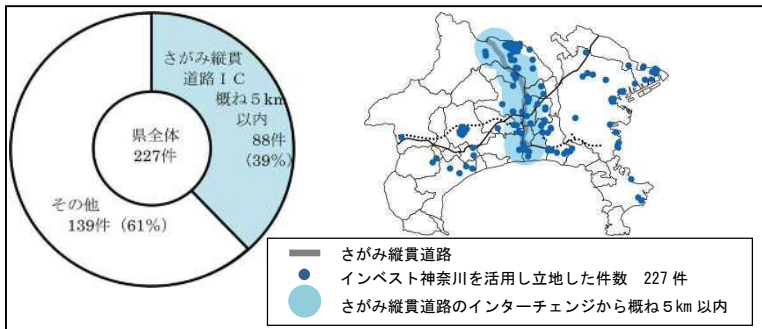 さがみ縦貫
道路ＩＣ
概ね５km
以内
88件
(39%)
県全体
227件
その他
139件 (61%)
さがみ縦貫道路
インベスト神奈川を活用し立地した件数 227 件
さがみ縦貫道路のインターチェンジから概ね５km 以内